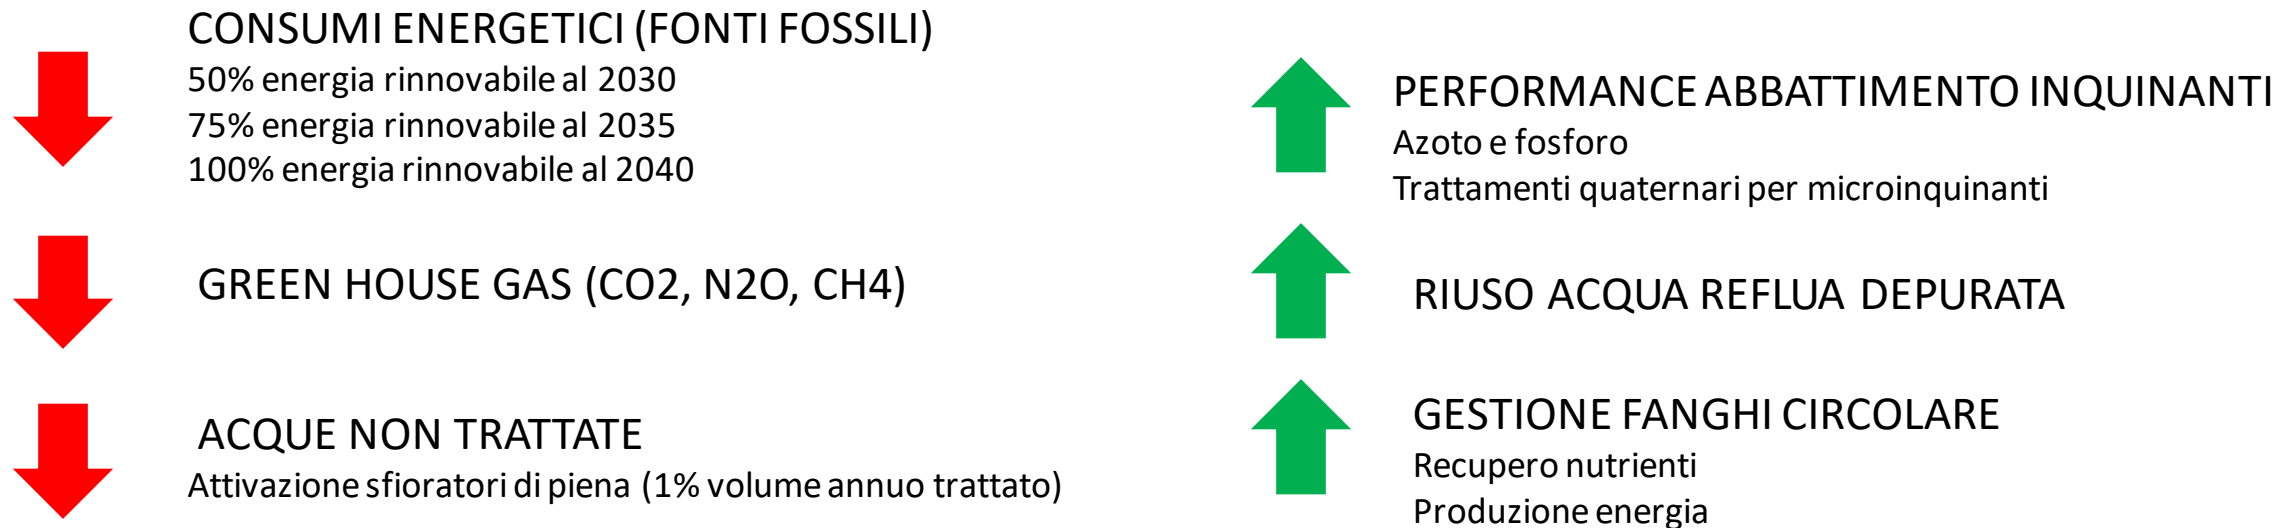 CONSUMI ENERGETICI (FONTI FOSSILI)
50% energia rinnovabile al 2030
75% energia rinnovabile al 2035
100% energia rinnovabile al 2040
GREEN HOUSE GAS (CO2, N2O, CH4)
ACQUE NON TRATTATE
Attivazione sfioratori di piena (1% volume annuo trattato)
PERFORMANCE ABBATTIMENTO INQUINANTI
Azoto e fosforo
Trattamenti quaternari per microinquinanti
RIUSO ACQUA REFLUA DEPURATA
GESTIONE FANGHI CIRCOLARE
Recupero nutrienti
Produzione energia